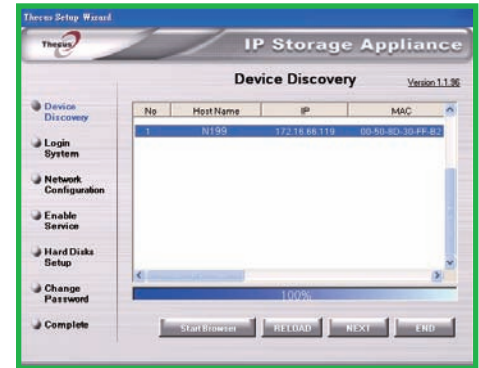 Thecus Setup Wizard
Thecus
IP Storage Appliance
Device Discovery
Version 1.1.36
Device
Discovery
Login
System
Network
Configuration
Enable
Service
Hard Disks
Setup
Change
Password
Complete
No Host Name IP MAC
1 N199 172.16.66.119 00-50-8D-30-FF-B2
100%
Start Browser RELOAD NEXT END